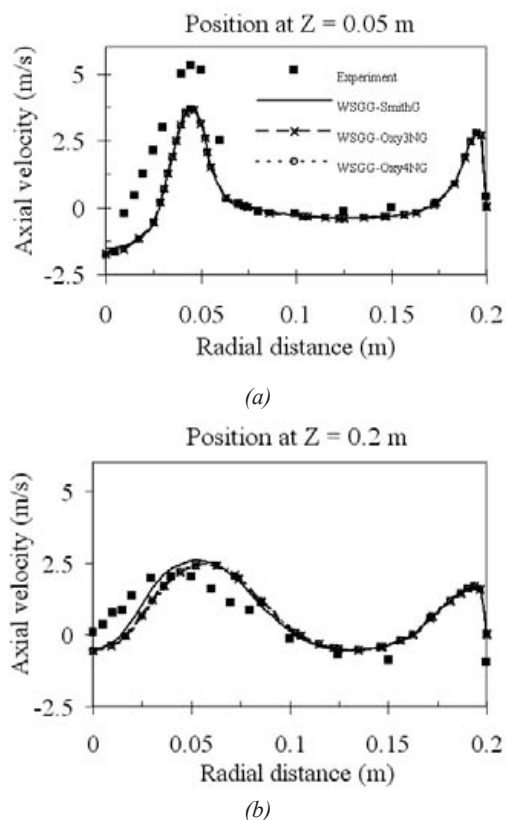 Position at Z = 0.05 m
Axial velocity (m/s)
5
2.5
0
-2.5
Experiment
WSGG-SmithG
WSGG-Oxy3NG
WSGG-Oxy4NG
0 0.05 0.1 0.15 0.2
Radial distance (m)
(a)
Position at Z = 0.2 m
Axial velocity (m/s)
5
2.5
0
-2.5
0 0.05 0.1 0.15 0.2
Radial distance (m)
(b)